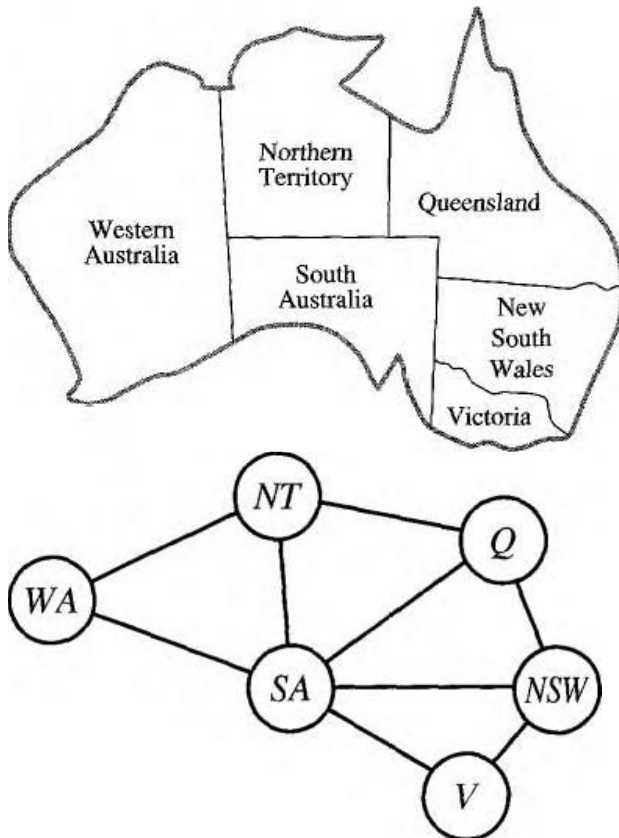 Northern
Territory
Queensland
Western
Australia
South
Australia
New
South
Wales
Victoria
NT
Q
WA
SA
NSW
V